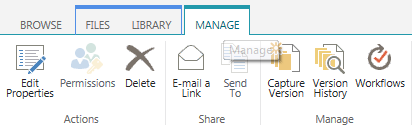 BROWSE FILES LIBRARY MANAGE
Manage
Edit Properties Permissions Delete E-mail a Link Send To Capture Version Version History Workflows
Actions Share Manage